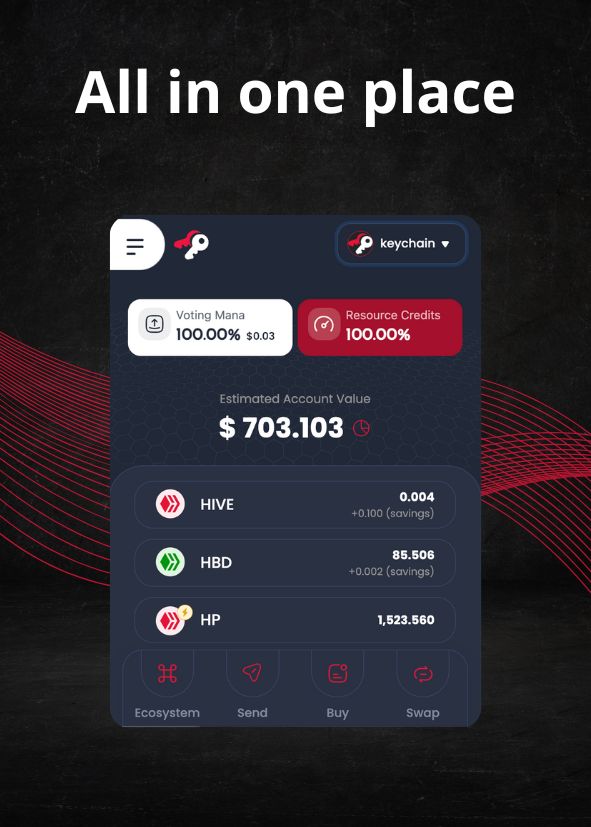 All in one place
keychain
Voting Mana
100.00% $0.03
Resource Credits
100.00%
Estimated Account Value
$ 703.103
HIVE
0.004
+0.100 (savings)
HBD
85.506
+0.002 (savings)
HP
1,523.560
Ecosystem
Send
Buy
Swap